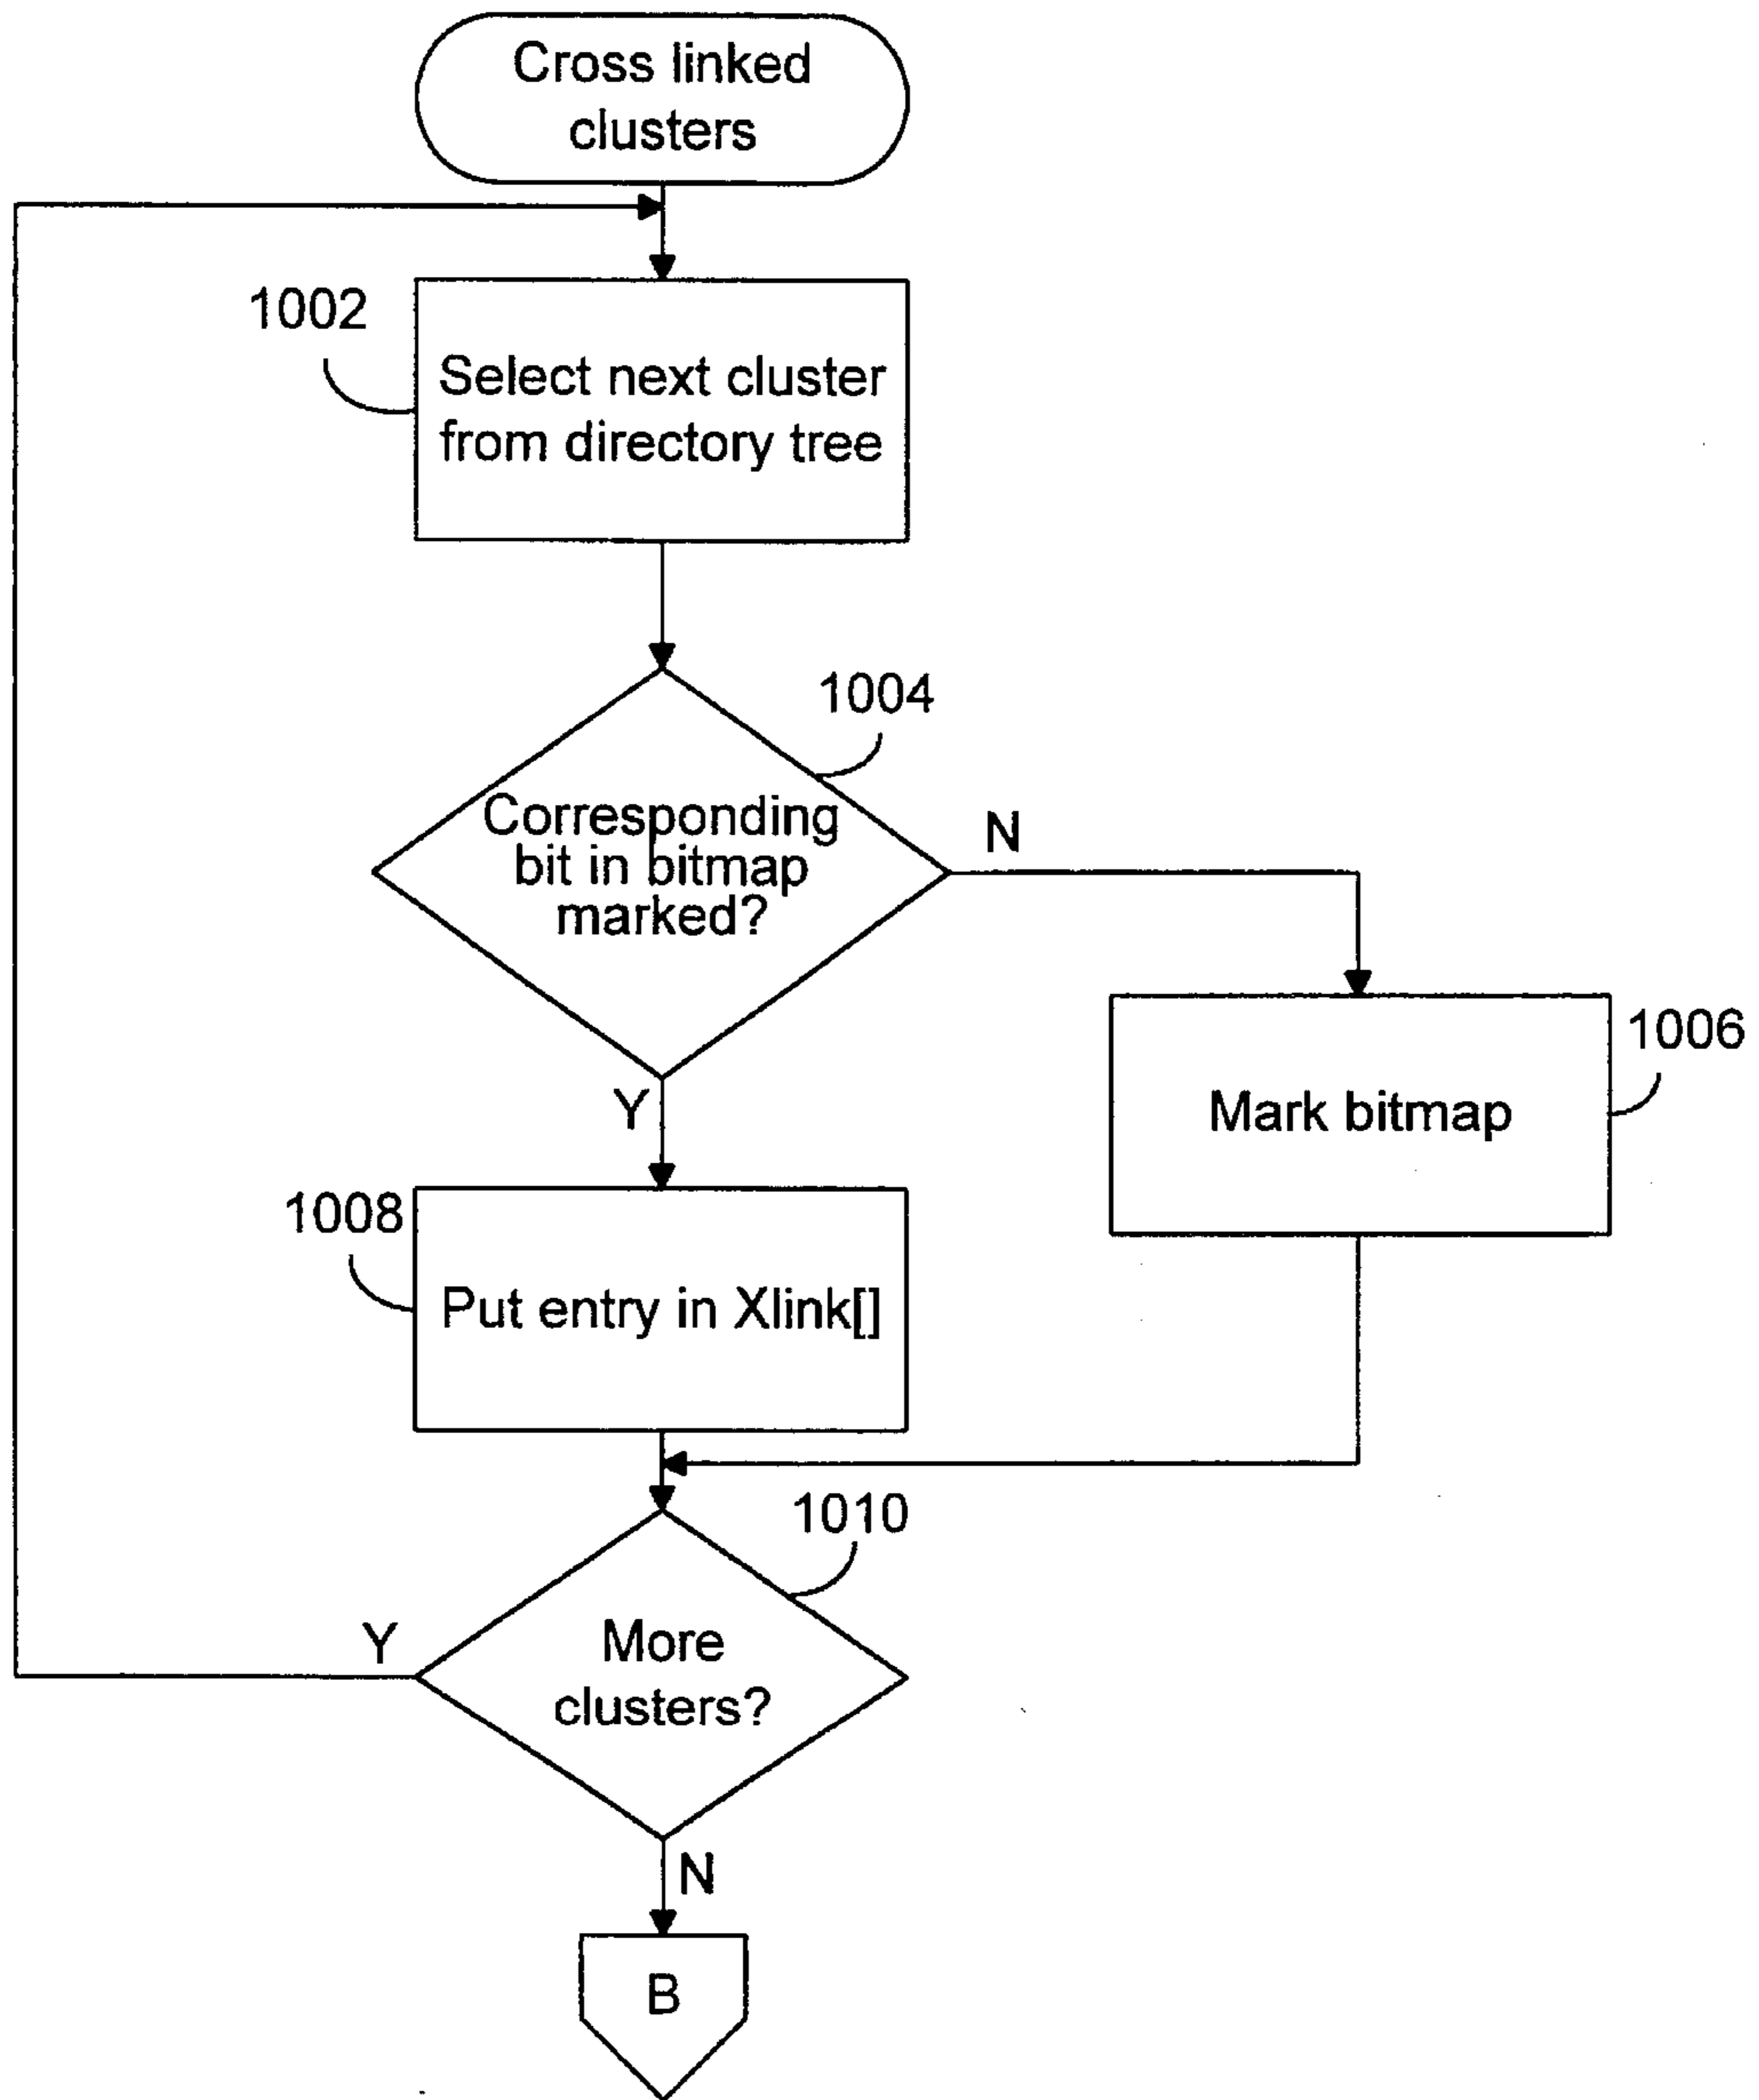 Cross linked
clusters
1002
Select next cluster
from directory tree
1004
Corresponding
bit in bitmap
marked?
N
Y
1006
Mark bitmap
1008
Put entry in Xlink[]
1010
More
clusters?
Y
N
B